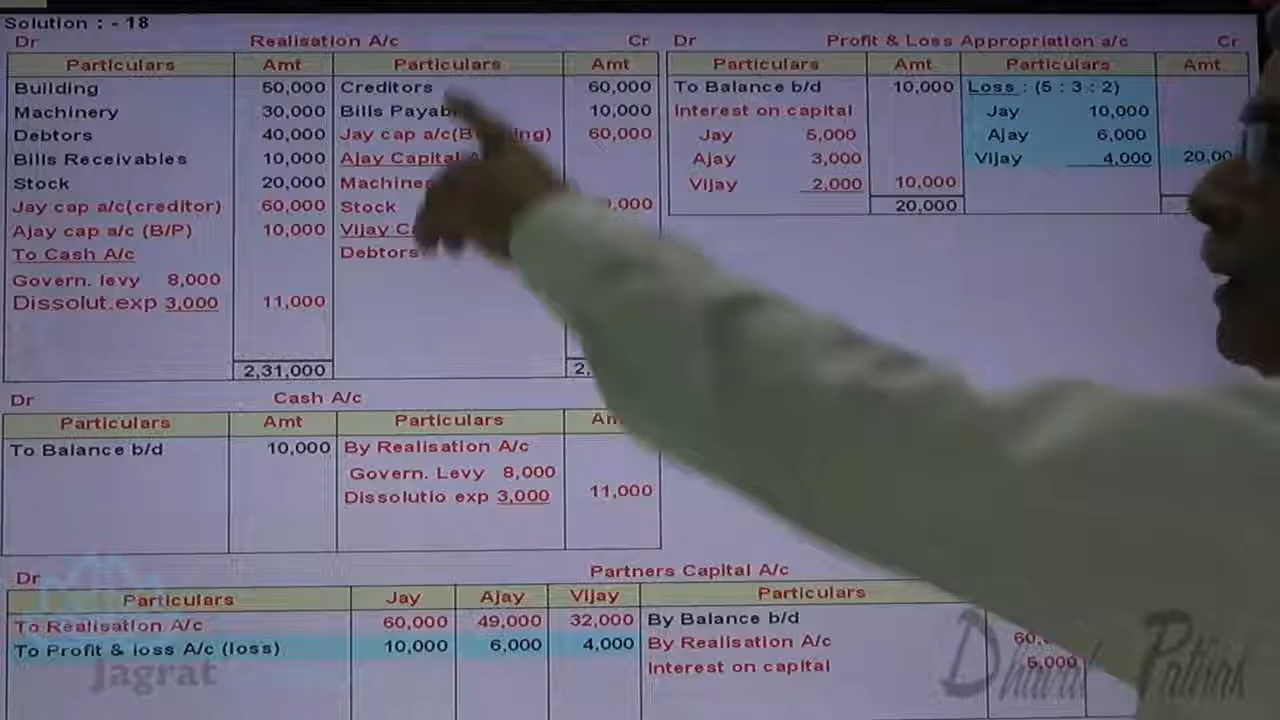 Solution : - 18
Dr Realisation A/c Cr
Particulars Amt Particulars Amt
Building 60,000 Creditors 60,000
Machinery 30,000 Bills 10,000
Debtors 40,000 Jay cap 60,000
Bills Receivables 10,000 Ajay Capital
Stock 20,000
Jay cap a/c(creditor) 60,000 Stock
Ajay cap a/c (B/P) 10,000 Vijay
To Cash A/c Debtors
Govern. levy 8,000
Dissolut.exp 3,000 11,000
2,31,000
Dr Profit & Loss Appropriation a/c Cr
Particulars Amt Particulars Amt
To Balance b/d 10,000 Loss : (5 : 3 : 2)
Interest on capital Jay 10,000
Jay 5,000 Ajay 6,000
Ajay 3,000 Vijay 4,000
Vijay 2,000 10,000
20,000
Dr Cash A/c
Particulars Amt Particulars
To Balance b/d 10,000 By Realisation A/c
Govern. Levy 8,000
Dissolutio exp 3,000 11,000
Dr Partners Capital A/c
Particulars Jay Ajay Vijay Particulars
To Realisation A/c 60,000 49,000 32,000 By Balance b/d
To Profit & loss A/c (loss) 10,000 6,000 4,000 By Realisation A/c
Interest on capital 5,000
Jagrat
Dhaval Pathak